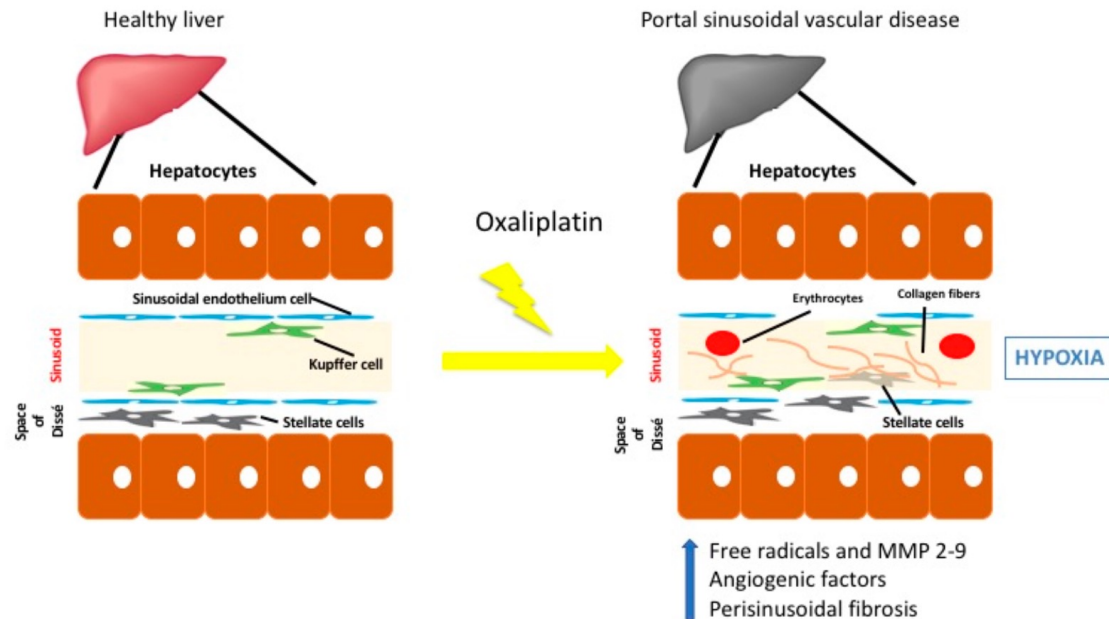 Healthy liver
Hepatocytes
Sinusoidal endothelium cell
Sinusoid
Kupffer cell
Space
of
Dissé
Stellate cells
Oxaliplatin
Portal sinusoidal vascular disease
Hepatocytes
Erythrocytes
Collagen fibers
Sinusoid
HYPOXIA
Space
of
Dissé
Stellate cells
Free radicals and MMP 2-9
Angiogenic factors
Perisinusoidal fibrosis